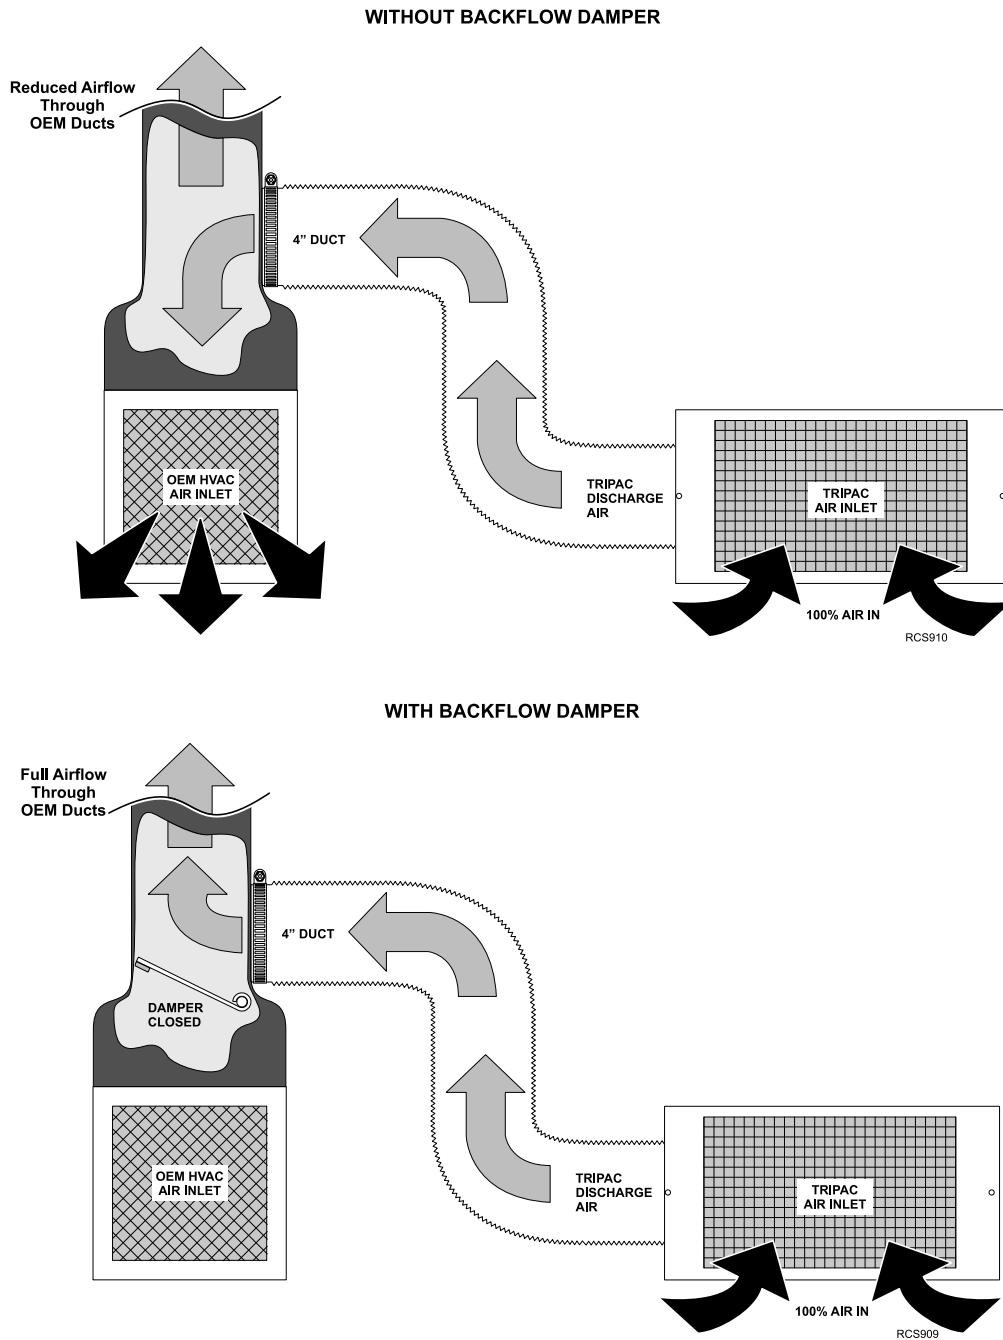 WITHOUT BACKFLOW DAMPER
Reduced Airflow
Through
OEM Ducts
4” DUCT
OEM HVAC
AIR INLET
TRIPAC
DISCHARGE
AIR
TRIPAC
AIR INLET
100% AIR IN
RCS910
WITH BACKFLOW DAMPER
Full Airflow
Through
OEM Ducts
4” DUCT
DAMPER
CLOSED
OEM HVAC
AIR INLET
TRIPAC
DISCHARGE
AIR
TRIPAC
AIR INLET
100% AIR IN
RCS909